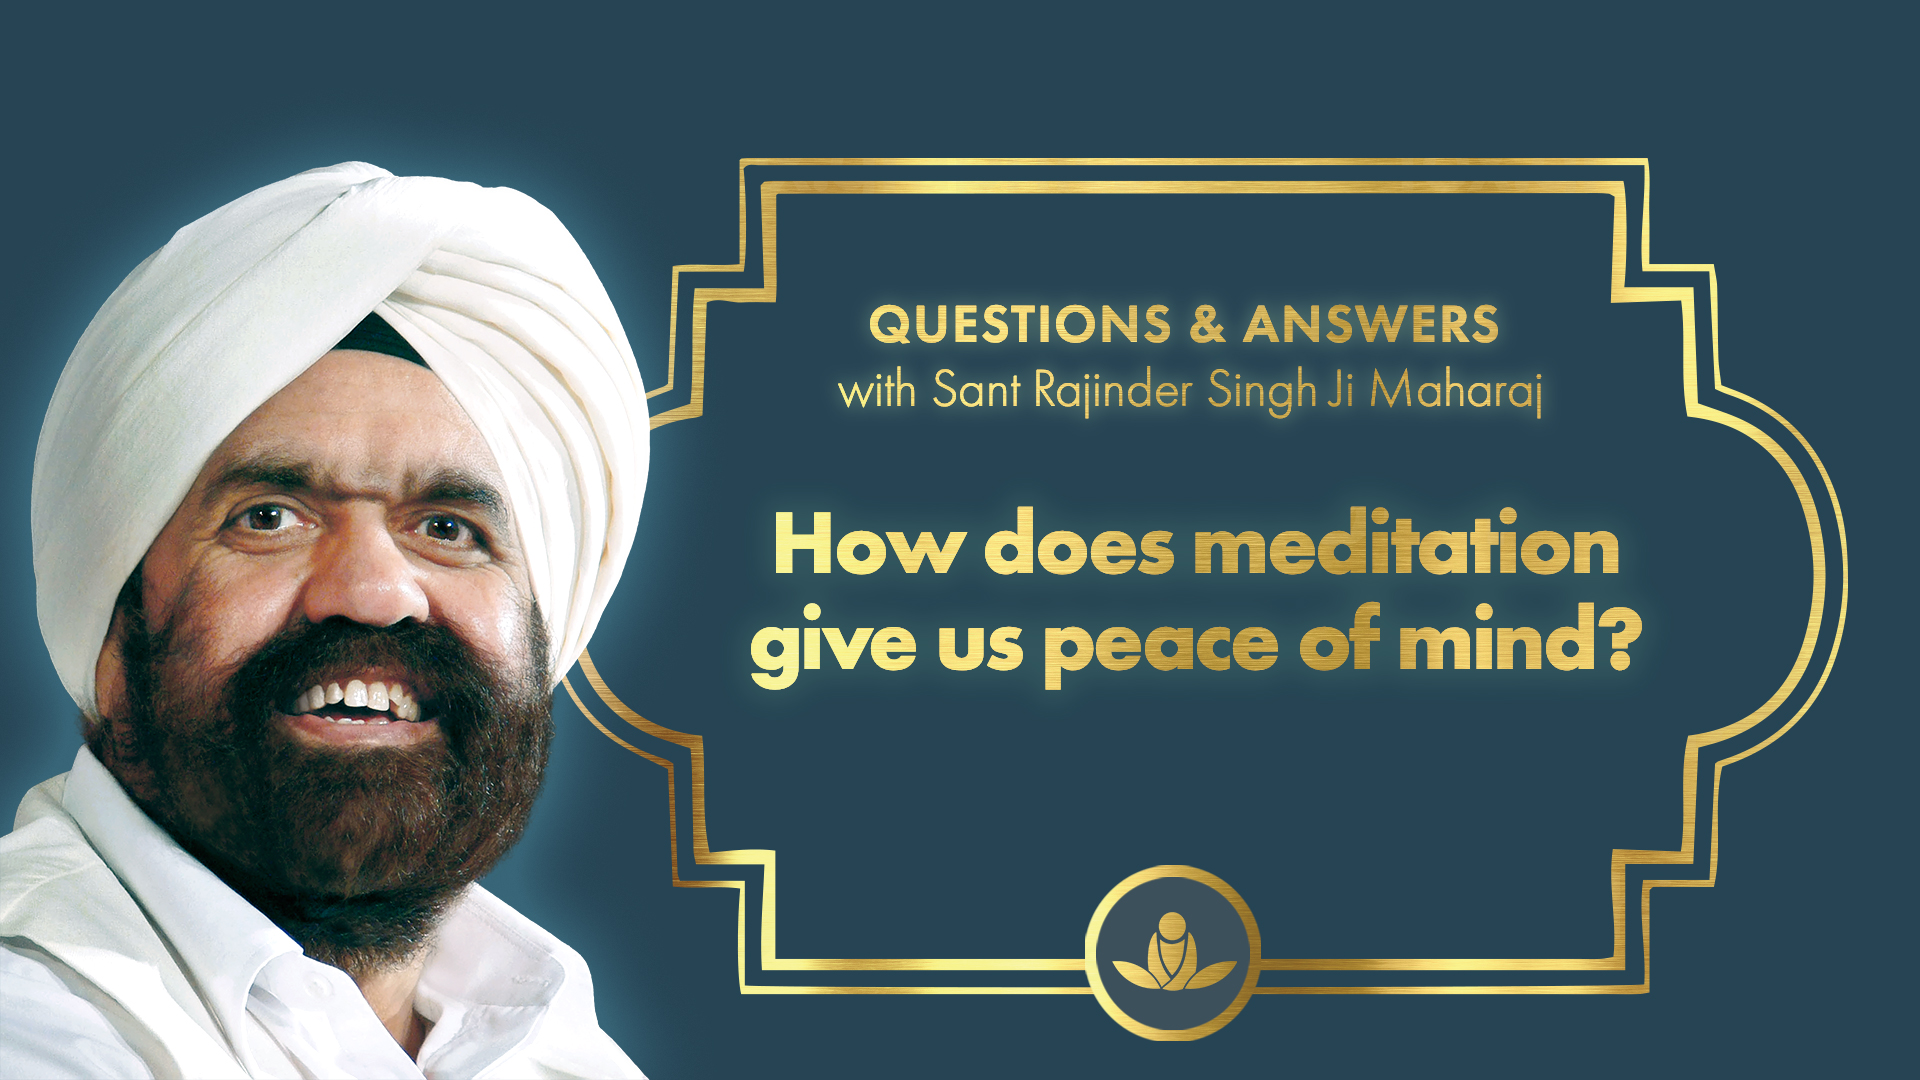 QUESTIONS & ANSWERS
with Sant Rajinder Singh Ji Maharaj
How does meditation
give us peace of mind?